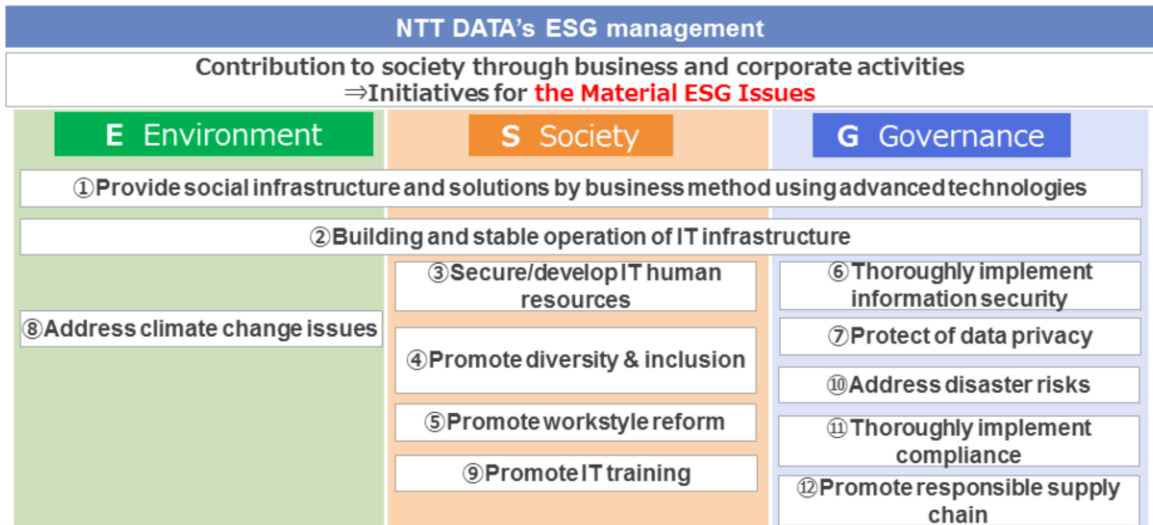 NTT DATA's ESG management
Contribution to society through business and corporate activities
⇒Initiatives for the Material ESG Issues
E Environment
S Society
G Governance
①Provide social infrastructure and solutions by business method using advanced technologies
②Building and stable operation of IT infrastructure
⑧Address climate change issues
③Secure/develop IT human
resources
④Promote diversity & inclusion
⑤Promote workstyle reform
⑨Promote IT training
⑥Thoroughly implement
information security
⑦Protect of data privacy
⑩Address disaster risks
⑪Thoroughly implement
compliance
⑫Promote responsible supply
chain